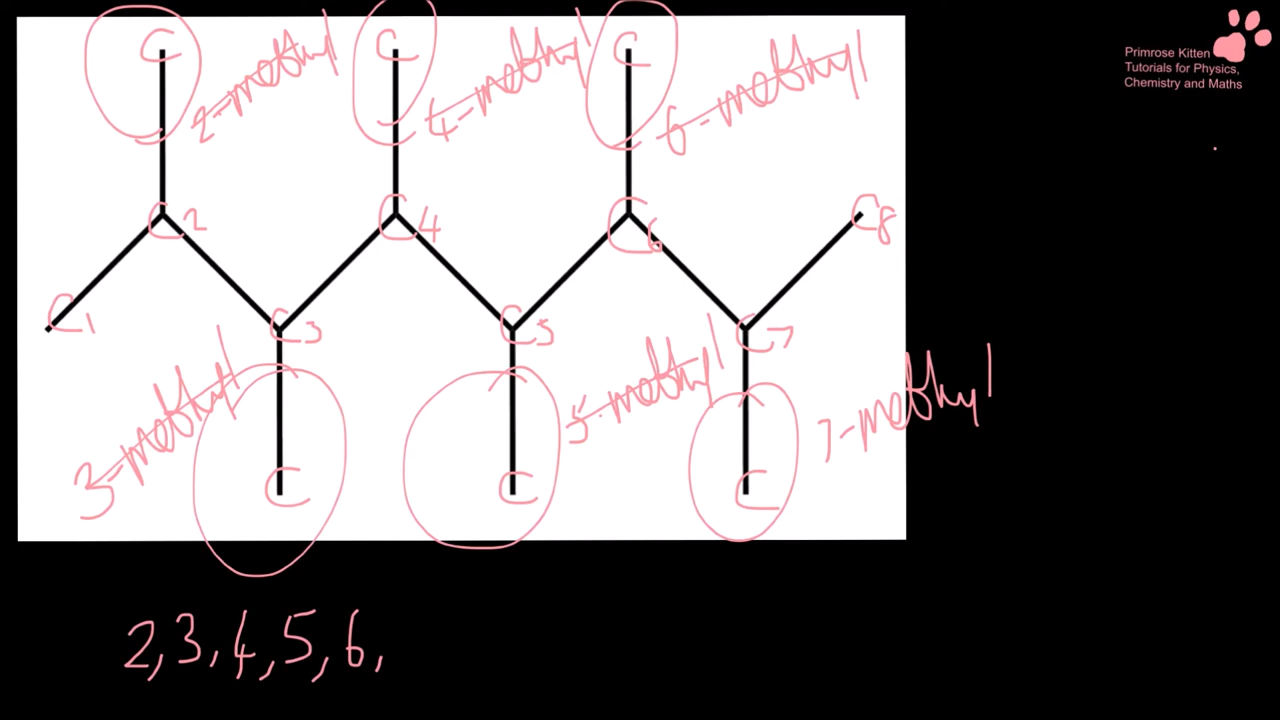 Primrose Kitten
Tutorials for Physics,
Chemistry and Maths
C C C
2-methyl 4-methyl 6-methyl
C2 C4 C6 C8
C1 C3 C5 C7
3-methyl 5-methyl 7-methyl
C C C
2,3,4,5,6,